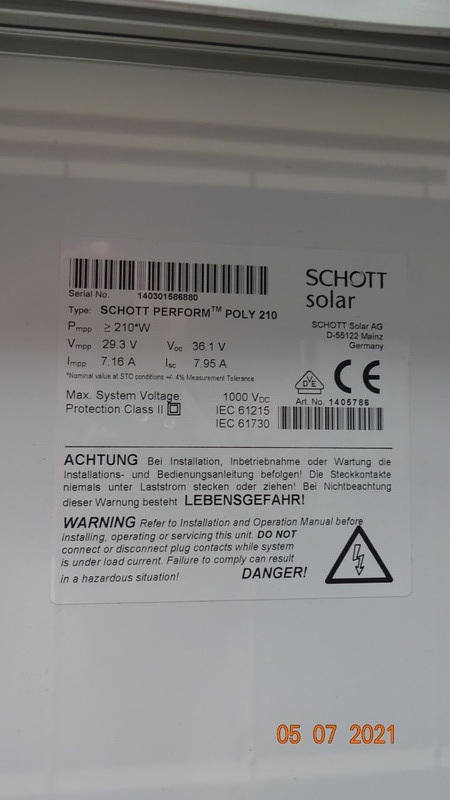 SCHOTT
solar
Serial No. 140301586880
Type: SCHOTT PERFORM™ POLY 210
SCHOTT Solar AG
D-55122 Mainz
Germany
Pmpp ≥ 210*W
Vmpp 29.3 V Voc 36.1 V
Impp 7.16 A Isc 7.95 A
*Nominal value at STC conditions +/- 4% Measurement Tolerance
VDE CE
Max. System Voltage: 1000 VDC
Protection Class II IEC 61215
IEC 61730
Art. No. 1405786
ACHTUNG Bei Installation, Inbetriebnahme oder Wartung die
Installations- und Bedienungsanleitung befolgen! Die Steckkontakte
niemals unter Laststrom stecken oder ziehen! Bei Nichtbeachtung
dieser Warnung besteht LEBENSGEFAHR!
WARNING Refer to Installation and Operation Manual before
installing, operating or servicing this unit. DO NOT
connect or disconnect plug contacts while system
is under load current. Failure to comply can result
in a hazardous situation! DANGER!
05 07 2021